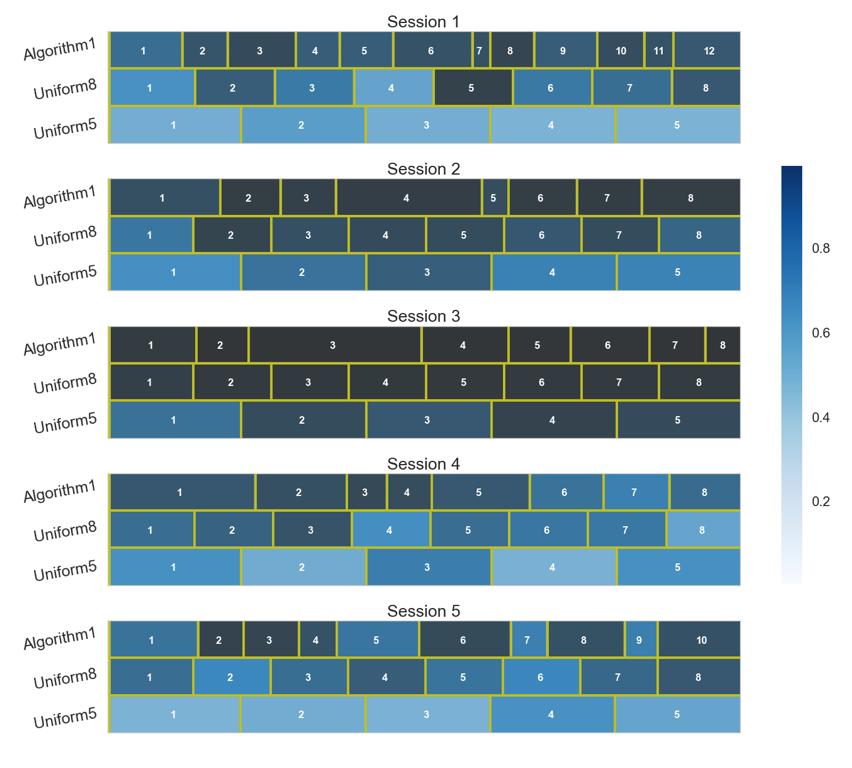 Session 1
Algorithm1 1 2 3 4 5 6 7 8 9 10 11 12
Uniform8 1 2 3 4 5 6 7 8
Uniform5 1 2 3 4 5
Session 2
Algorithm1 1 2 3 4 5 6 7 8
Uniform8 1 2 3 4 5 6 7 8
Uniform5 1 2 3 4 5
Session 3
Algorithm1 1 2 3 4 5 6 7 8
Uniform8 1 2 3 4 5 6 7 8
Uniform5 1 2 3 4 5
Session 4
Algorithm1 1 2 3 4 5 6 7 8
Uniform8 1 2 3 4 5 6 7 8
Uniform5 1 2 3 4 5
Session 5
Algorithm1 1 2 3 4 5 6 7 8 9 10
Uniform8 1 2 3 4 5 6 7 8
Uniform5 1 2 3 4 5
0.8
0.6
0.4
0.2